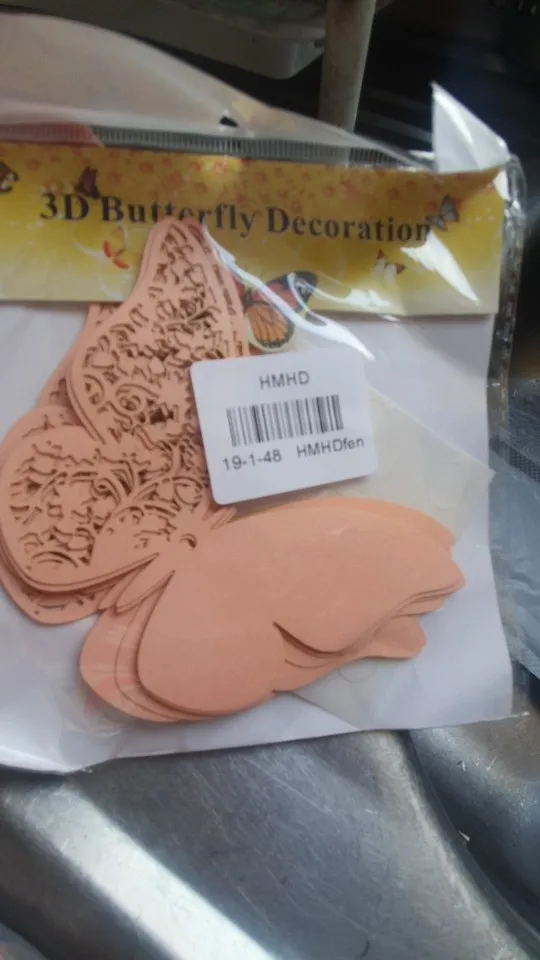 3D Butterfly Decoration
HMHD
19-1-48 HMHDfen